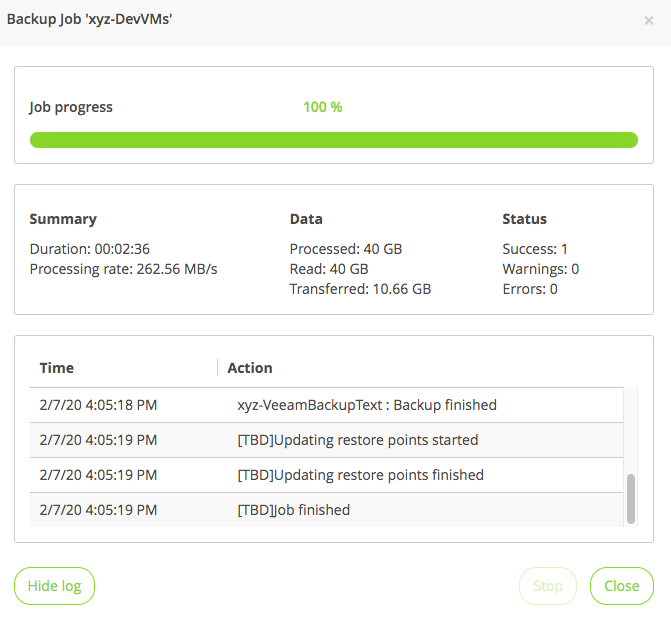 Backup Job 'xyz-DevVMs'
×
Job progress 100 %
Summary Data Status
Duration: 00:02:36 Processed: 40 GB Success: 1
Processing rate: 262.56 MB/s Read: 40 GB Warnings: 0
Transferred: 10.66 GB Errors: 0
Time Action
2/7/20 4:05:18 PM xyz-VeeamBackupText : Backup finished
2/7/20 4:05:19 PM [TBD]Updating restore points started
2/7/20 4:05:19 PM [TBD]Updating restore points finished
2/7/20 4:05:19 PM [TBD]Job finished
Hide log Stop Close